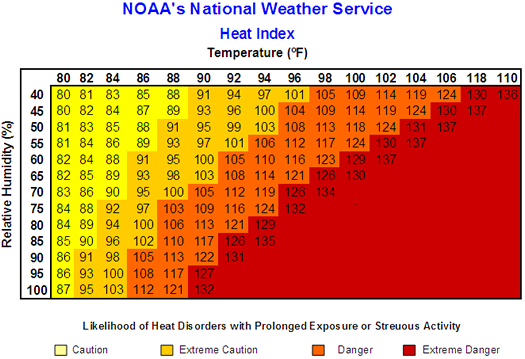 NOAA's National Weather Service
Heat Index
Temperature (ºF)
80 82 84 86 88 90 92 94 96 98 100 102 104 106 118 110
40 80 81 83 85 88 91 94 97 101 105 109 114 119 124 130 136
45 80 82 84 87 89 93 96 100 104 109 114 119 124 130 137
50 81 83 85 88 91 95 99 103 108 113 118 124 131 137
55 81 84 86 89 93 97 101 106 112 117 124 130 137
60 82 84 88 91 95 100 105 110 116 123 129 137
65 82 85 89 93 98 103 108 114 121 126 130
70 83 86 90 95 100 105 112 119 126 134
75 84 88 92 97 103 109 116 124 132
80 84 89 94 100 106 113 121 129
85 85 90 96 102 110 117 126 135
90 86 91 98 105 113 122 131
95 86 93 100 108 117 127
100 87 95 103 112 121 132
Relative Humidity (%)
Likelihood of Heat Disorders with Prolonged Exposure or Streuous Activity
Caution Extreme Caution Danger Extreme Danger